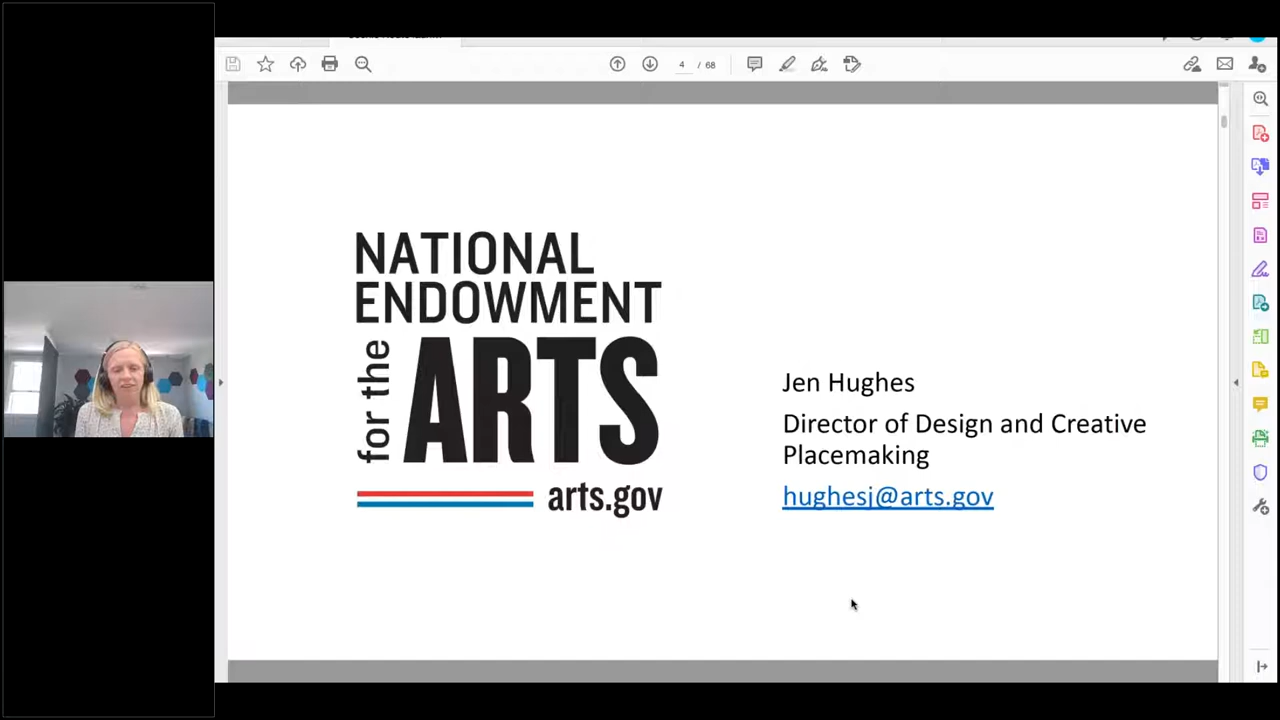 4 / 68
NATIONAL
ENDOWMENT
for the ARTS
arts.gov
Jen Hughes
Director of Design and Creative
Placemaking
hughesj@arts.gov